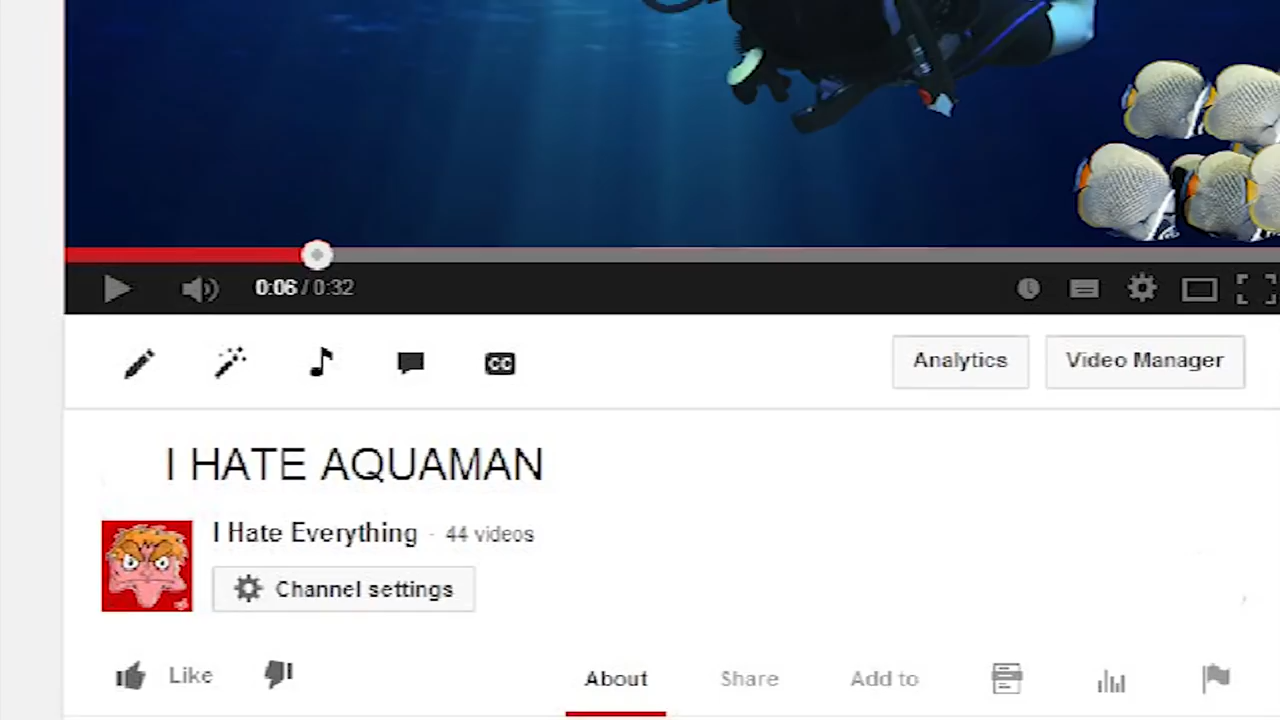 0:06 / 0:32
CC
Analytics
Video Manager
I HATE AQUAMAN
I Hate Everything - 44 videos
Channel settings
Like
About
Share
Add to